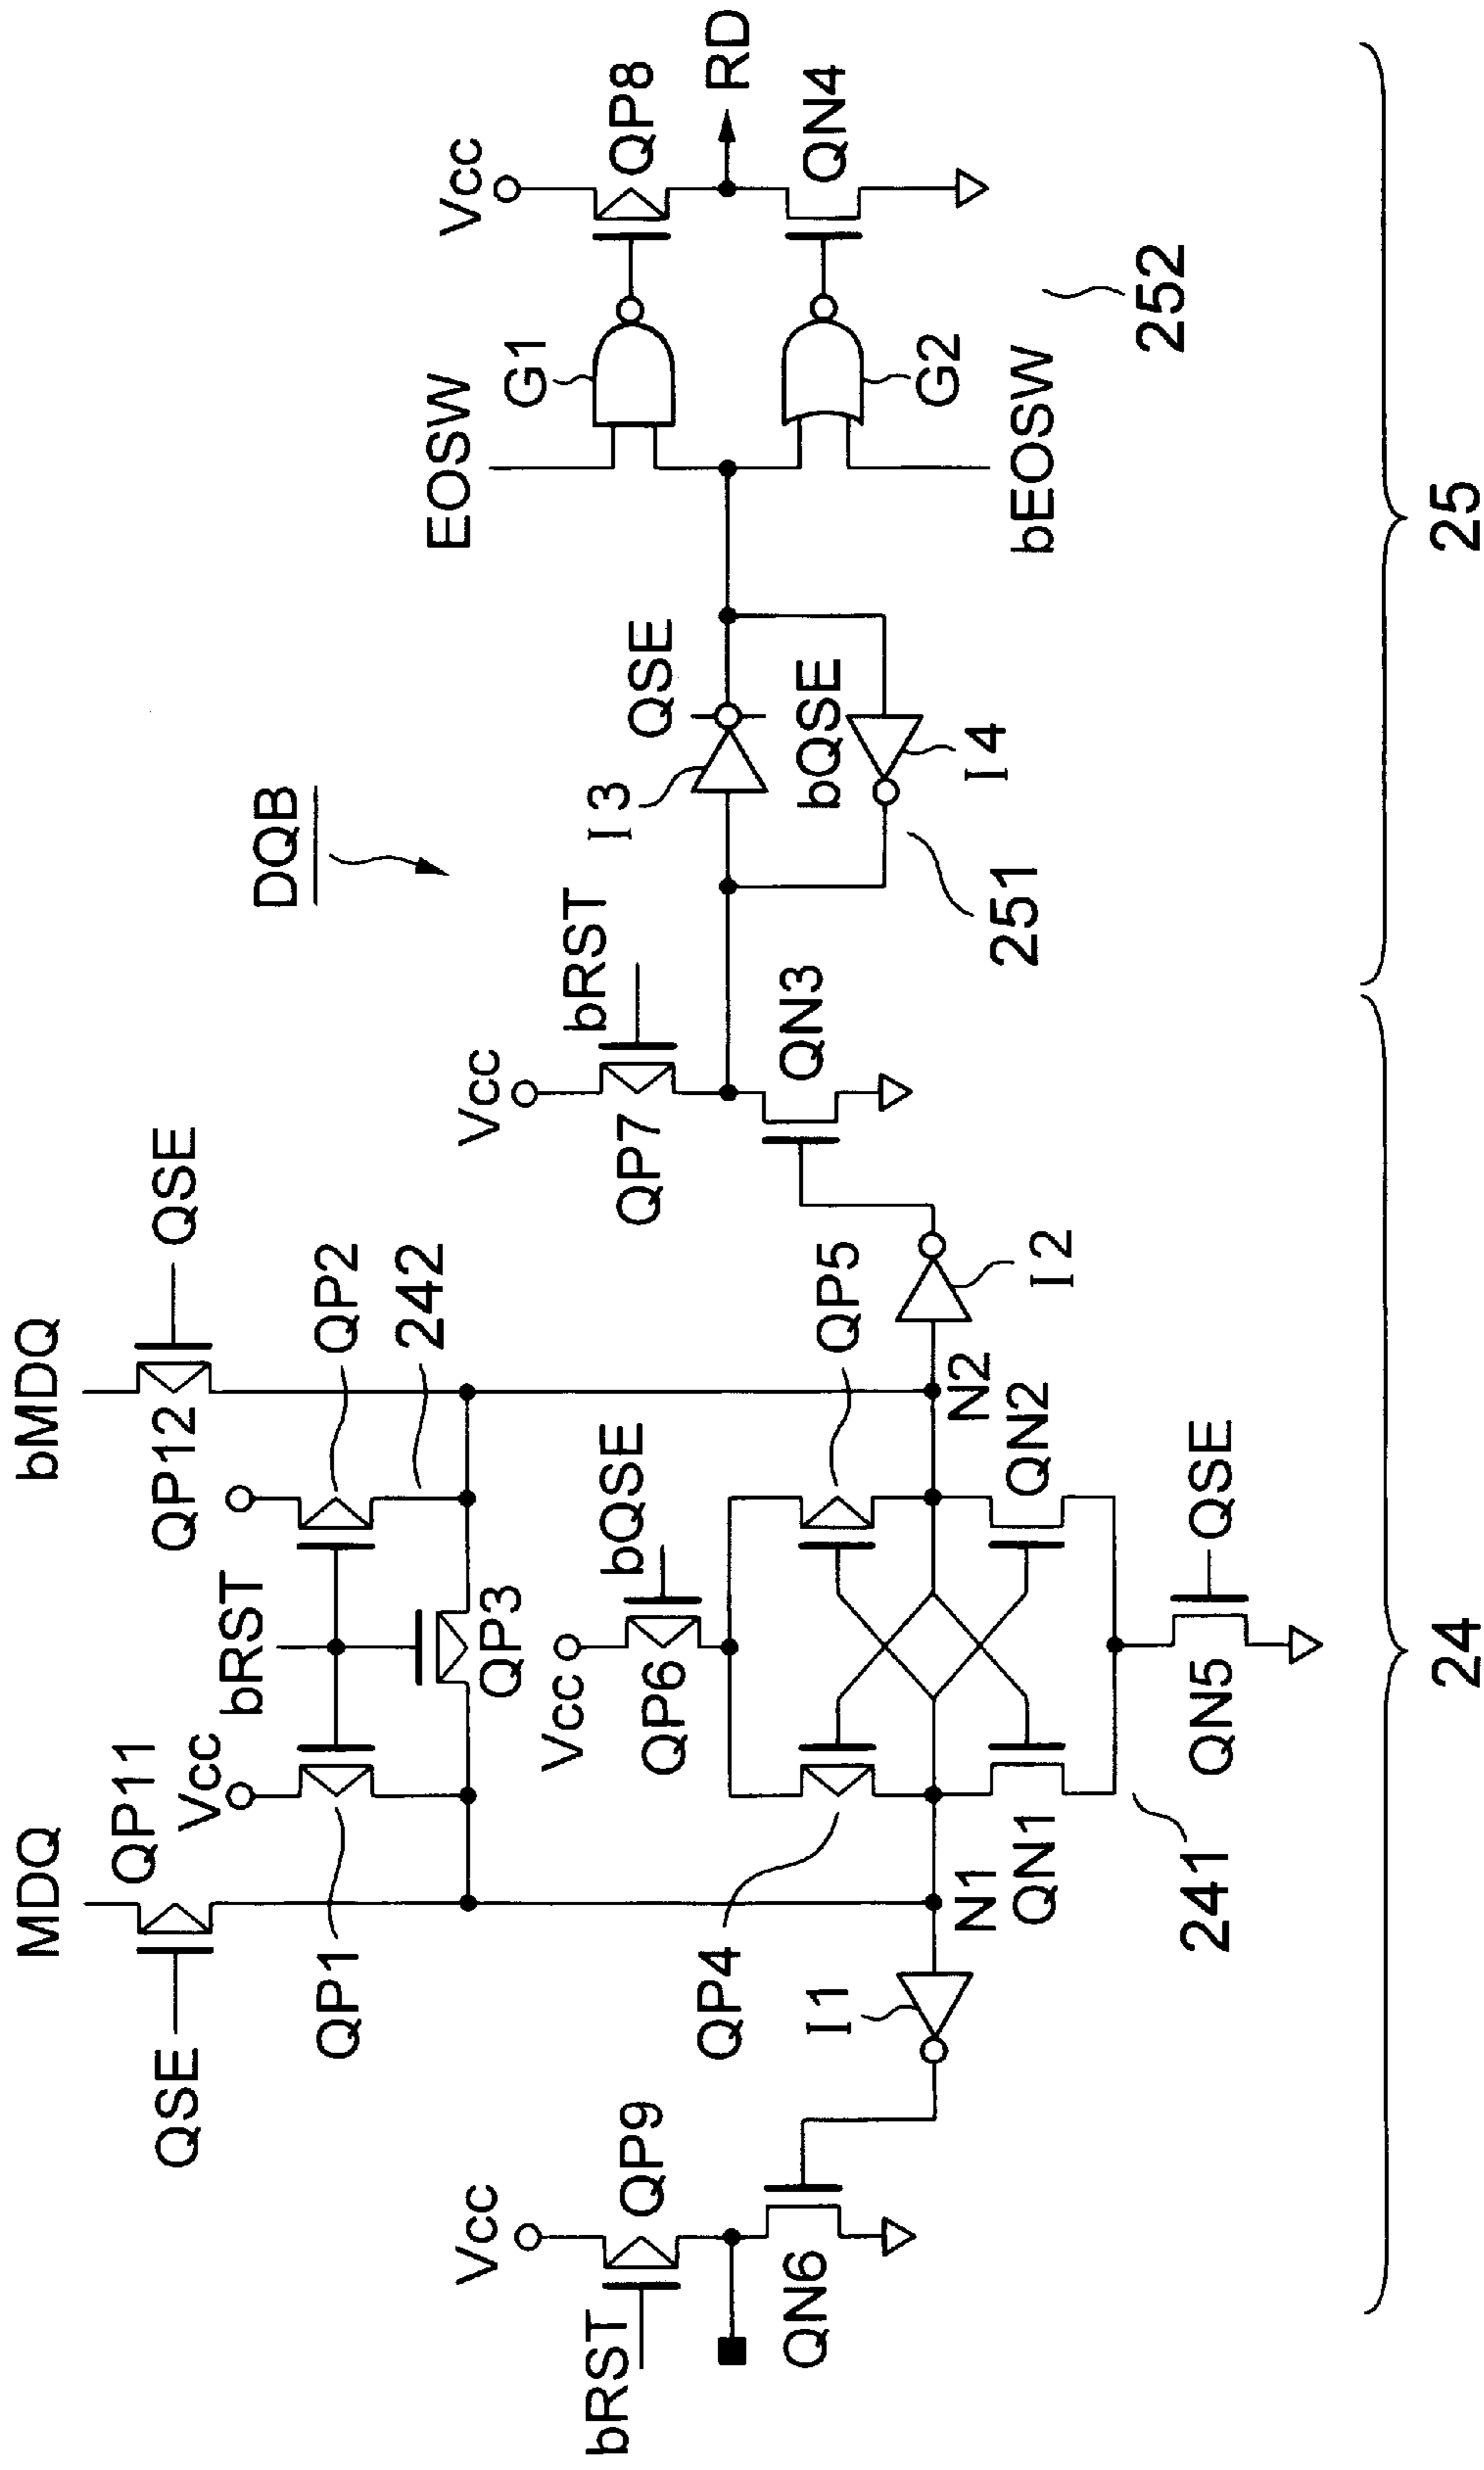 DQB
MDQ
bMDQ
QSE
QP11
QP12
QSE
Vcc
bRST
QP1
QP2
242
QP3
Vcc
bQSE
QP6
QP4
QP5
N1
N2
QN1
QN2
241
QN5
QSE
I1
I2
Vcc
bRST
QP9
QN6
Vcc
bRST
QP7
QN3
I3
QSE
bQSE
I4
251
EOSW
G1
G2
bEOSW
Vcc
QP8
RD
QN4
252
24
25